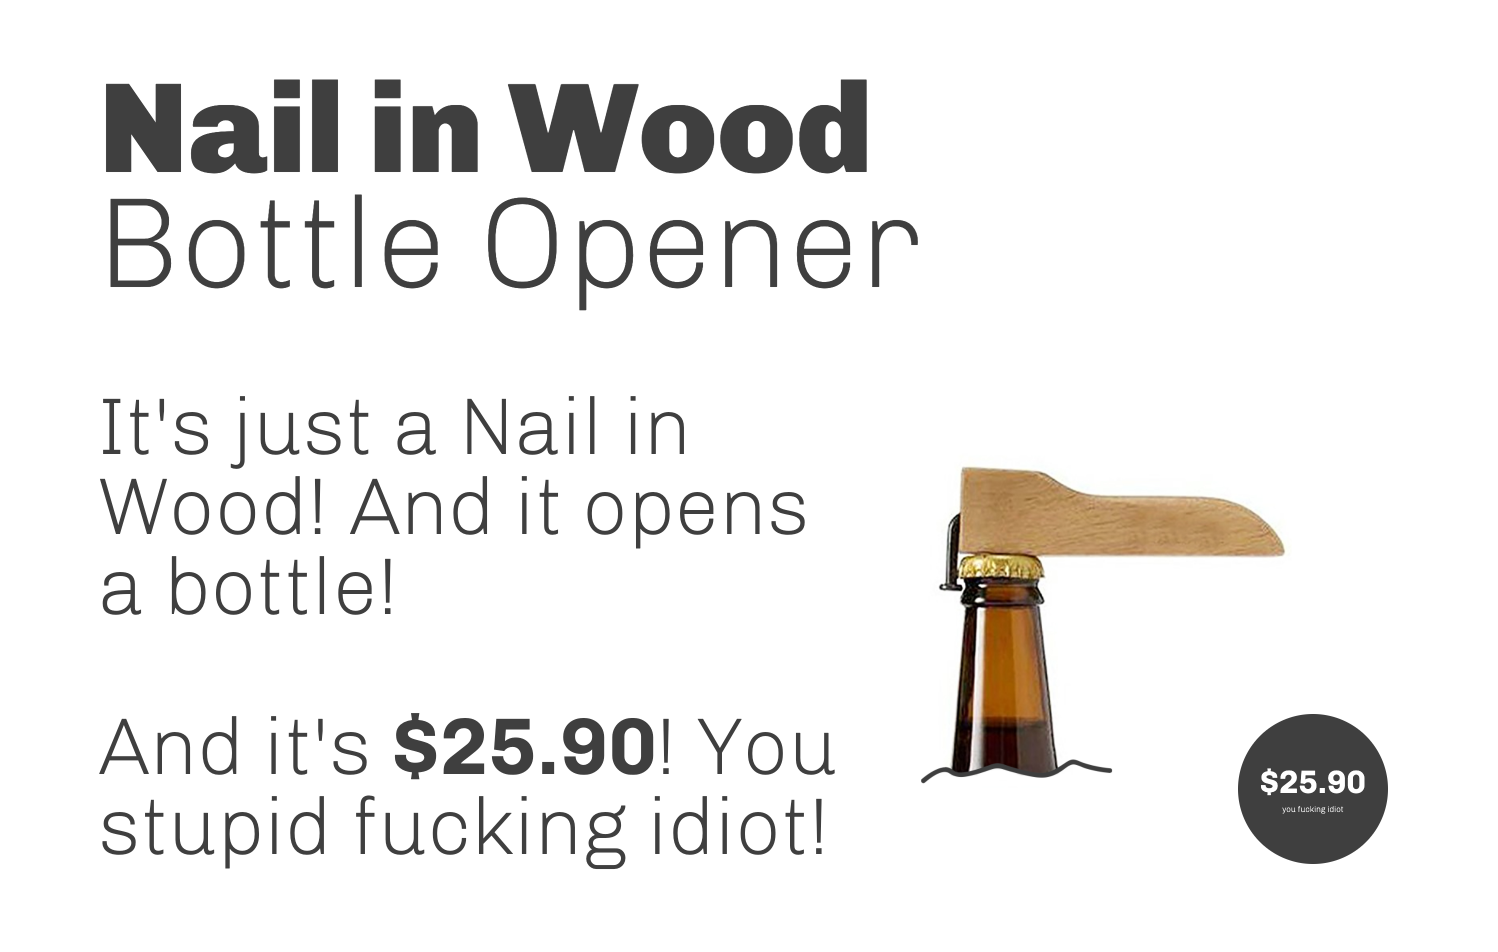 Nail in Wood
Bottle Opener
It's just a Nail in
Wood! And it opens
a bottle!
And it's $25.90! You
stupid fucking idiot!
$25.90
you fucking idiot